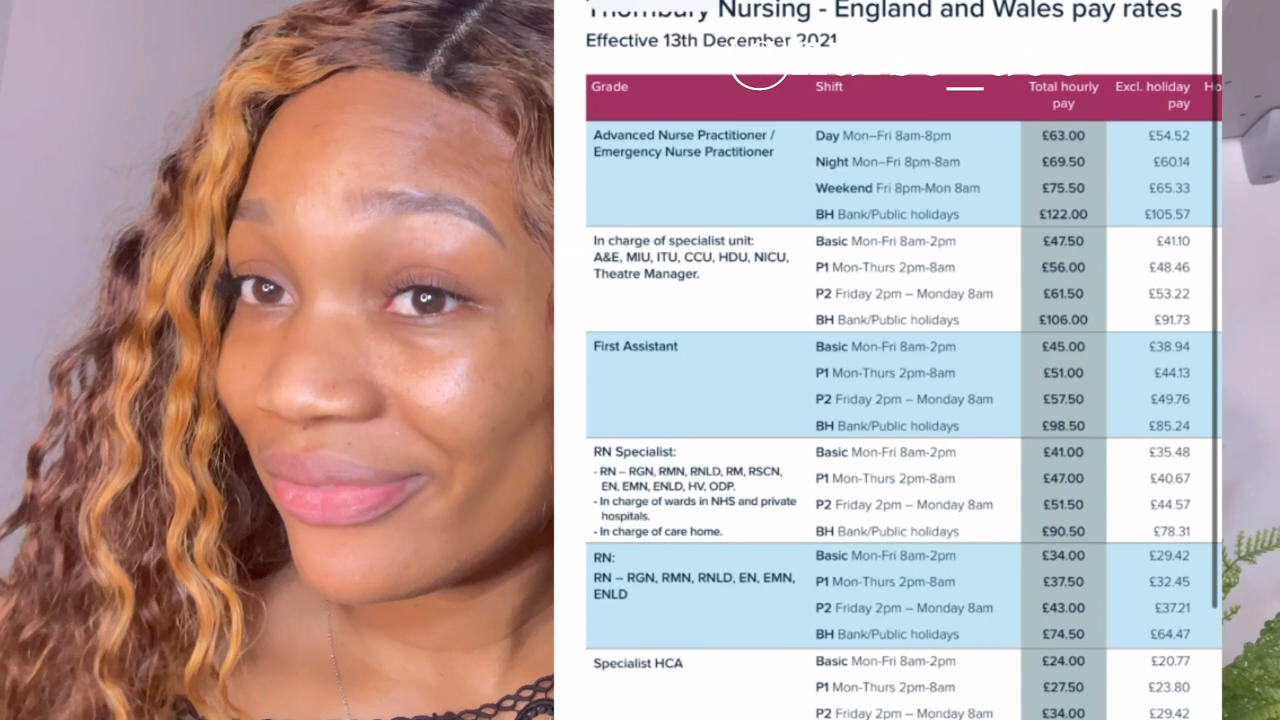 Thornbury Nursing - England and Wales pay rates
Effective 13th December 2021
Grade Shift Total hourly pay Excl. holiday pay
Advanced Nurse Practitioner /
Emergency Nurse Practitioner
Day Mon–Fri 8am-8pm £63.00 £54.52
Night Mon–Fri 8pm-8am £69.50 £60.14
Weekend Fri 8pm-Mon 8am £75.50 £65.33
BH Bank/Public holidays £122.00 £105.57
In charge of specialist unit:
A&E, MIU, ITU, CCU, HDU, NICU,
Theatre Manager.
Basic Mon-Fri 8am-2pm £47.50 £41.10
P1 Mon-Thurs 2pm-8am £56.00 £48.46
P2 Friday 2pm – Monday 8am £61.50 £53.22
BH Bank/Public holidays £106.00 £91.73
First Assistant
Basic Mon-Fri 8am-2pm £45.00 £38.94
P1 Mon-Thurs 2pm-8am £51.00 £44.13
P2 Friday 2pm – Monday 8am £57.50 £49.76
BH Bank/Public holidays £98.50 £85.24
RN Specialist:
- RN – RGN, RMN, RNLD, RM, RSCN,
EN, EMN, ENLD, HV, ODP.
- In charge of wards in NHS and private
hospitals.
- In charge of care home.
Basic Mon-Fri 8am-2pm £41.00 £35.48
P1 Mon-Thurs 2pm-8am £47.00 £40.67
P2 Friday 2pm – Monday 8am £51.50 £44.57
BH Bank/Public holidays £90.50 £78.31
RN:
RN – RGN, RMN, RNLD, EN, EMN,
ENLD
Basic Mon-Fri 8am-2pm £34.00 £29.42
P1 Mon-Thurs 2pm-8am £37.50 £32.45
P2 Friday 2pm – Monday 8am £43.00 £37.21
BH Bank/Public holidays £74.50 £64.47
Specialist HCA
Basic Mon-Fri 8am-2pm £24.00 £20.77
P1 Mon-Thurs 2pm-8am £27.50 £23.80
P2 Friday 2pm – Monday 8am £34.00 £29.42